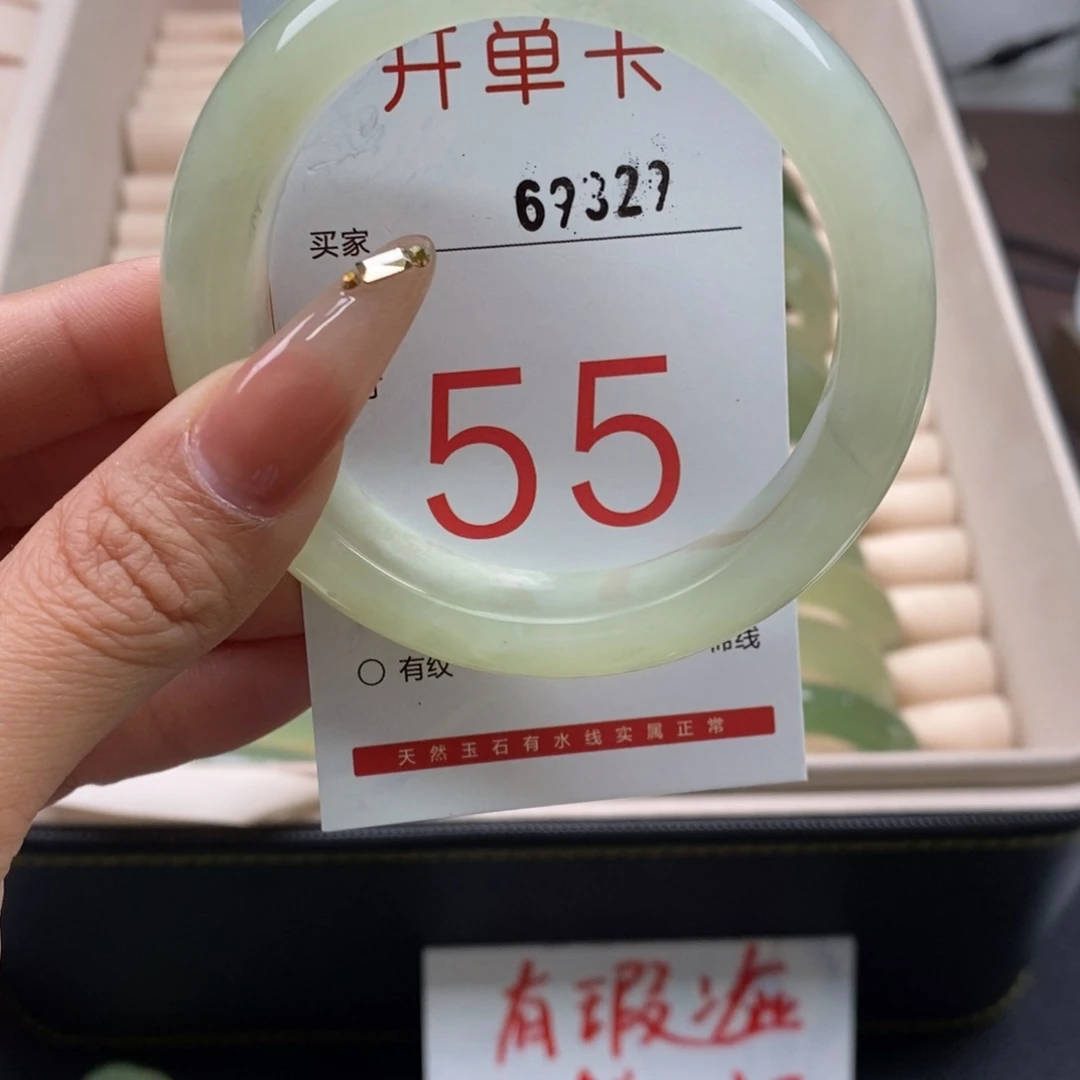 开单卡
69327
买家
55
有纹
线
天然玉石有水线实属正常
有瑕疵